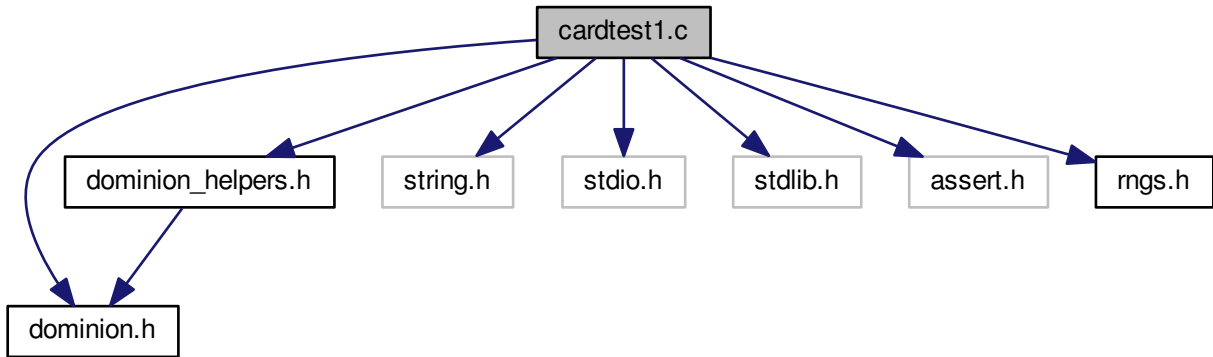 cardtest1.c
dominion_helpers.h
string.h
stdio.h
stdlib.h
assert.h
rngs.h
dominion.h